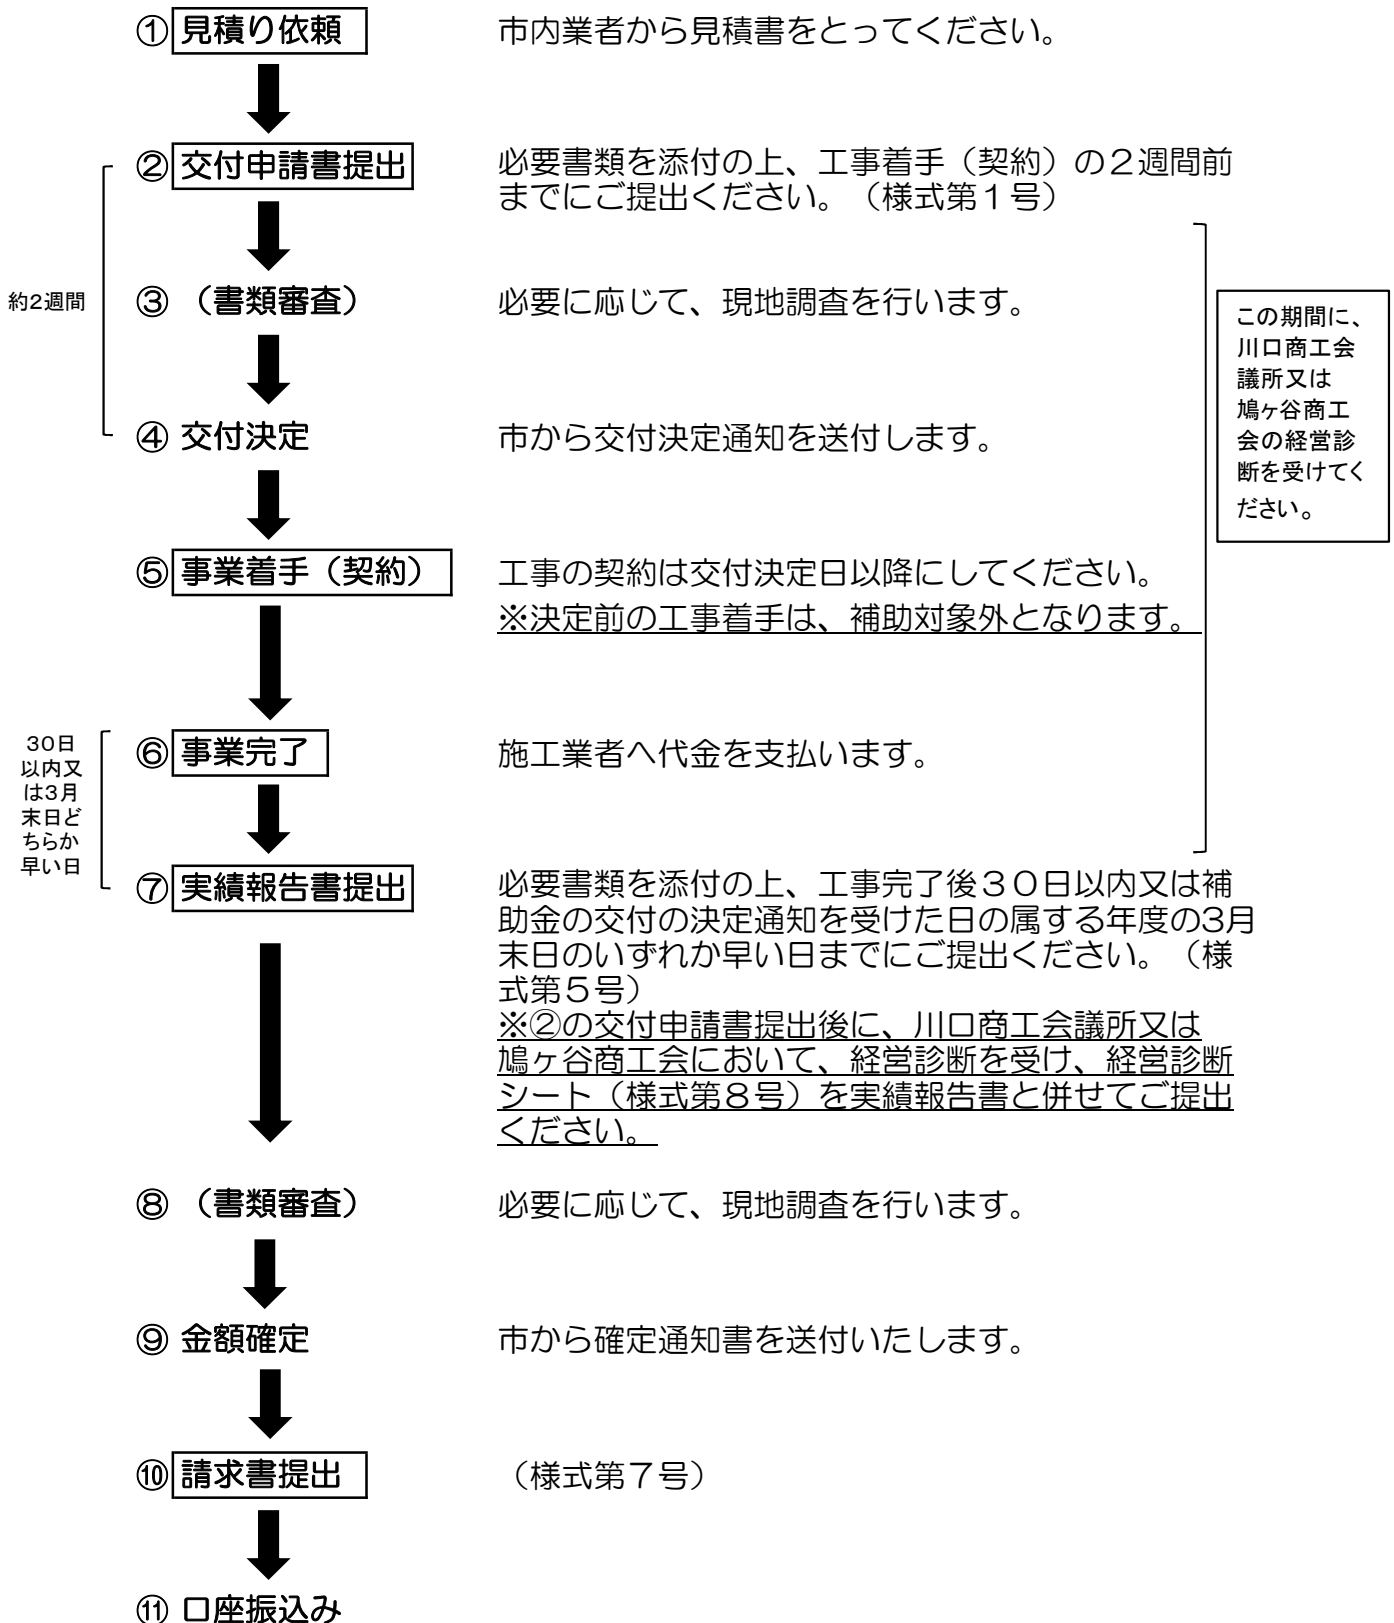 ①見積り依頼
市内業者から見積書をとってください。
②交付申請書提出
必要書類を添付の上、工事着手（契約）の２週間前
までにご提出ください。（様式第１号）
約2週間
③（書類審査）
必要に応じて、現地調査を行います。
④ 交付決定
市から交付決定通知を送付します。
この期間に、
川口商工会
議所又は
鳩ヶ谷商工
会の経営診
断を受けてく
ださい。
⑤事業着手（契約）
工事の契約は交付決定日以降にしてください。
※決定前の工事着手は、補助対象外となります。
30日
以内又
は3月
末日ど
ちらか
早い日
⑥事業完了
施工業者へ代金を支払います。
⑦実績報告書提出
必要書類を添付の上、工事完了後３０日以内又は補
助金の交付の決定通知を受けた日の属する年度の3月
末日のいずれか早い日までにご提出ください。（様
式第５号）
※②の交付申請書提出後に、川口商工会議所又は
鳩ヶ谷商工会において、経営診断を受け、経営診断
シート（様式第８号）を実績報告書と併せてご提出
ください。
⑧（書類審査）
必要に応じて、現地調査を行います。
⑨ 金額確定
市から確定通知書を送付いたします。
⑩請求書提出
（様式第７号）
⑪ 口座振込み